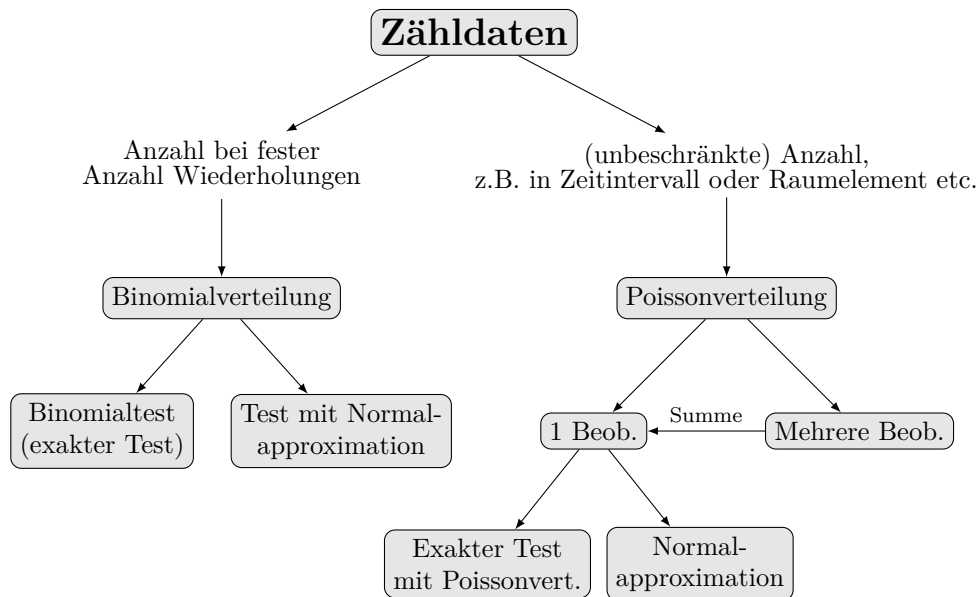 Zähldaten
Anzahl bei fester
Anzahl Wiederholungen
(unbeschränkte) Anzahl,
z.B. in Zeitintervall oder Raumelement etc.
Binomialverteilung
Poissonverteilung
Binomialtest
(exakter Test)
Test mit Normal-
approximation
1 Beob.
Summe
Mehrere Beob.
Exakter Test
mit Poissonvert.
Normal-
approximation